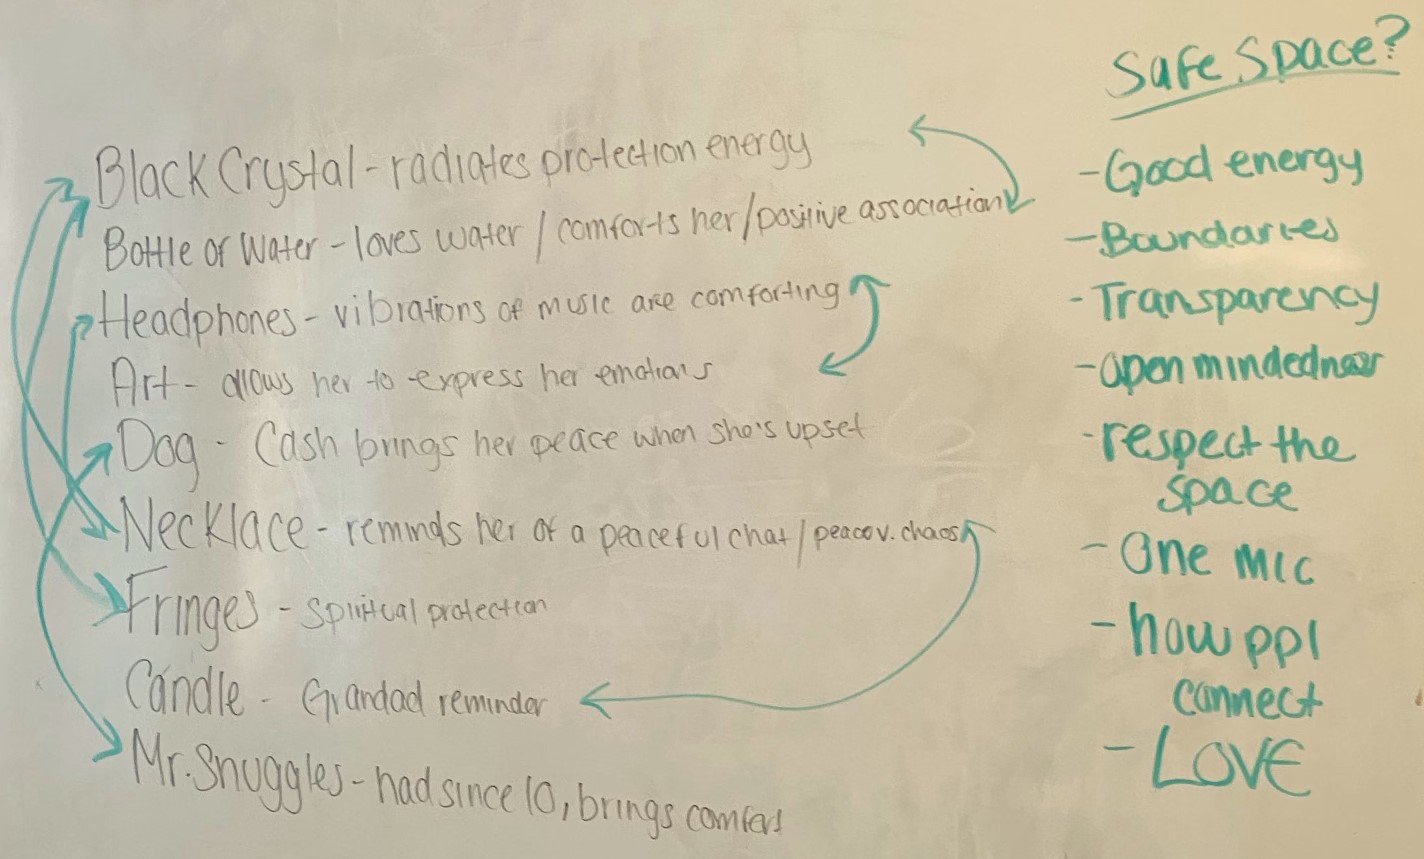 Black Crystal - radiates protection energy
Bottle of Water - loves water / comforts her / positive association
Headphones - vibrations of music are comforting
Art - allows her to express her emotions
Dog - Cash brings her peace when she's upset
Necklace - reminds her of a peaceful chat / peace v. chaos
Fringes - Spiritual protection
Candle - Grandad reminder
Mr. Snuggles - had since 10, brings comfort
Safe Space?
- Good energy
- Boundaries
- Transparency
- open mindedness
- respect the
space
- One mic
- how ppl
connect
- LOVE